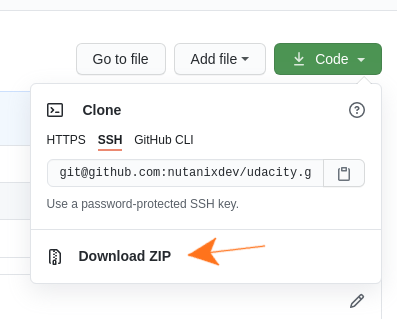 Go to file
Add file
Code
Clone
HTTPS SSH GitHub CLI
git@github.com:nutanixdev/udacity.g
Use a password-protected SSH key.
Download ZIP